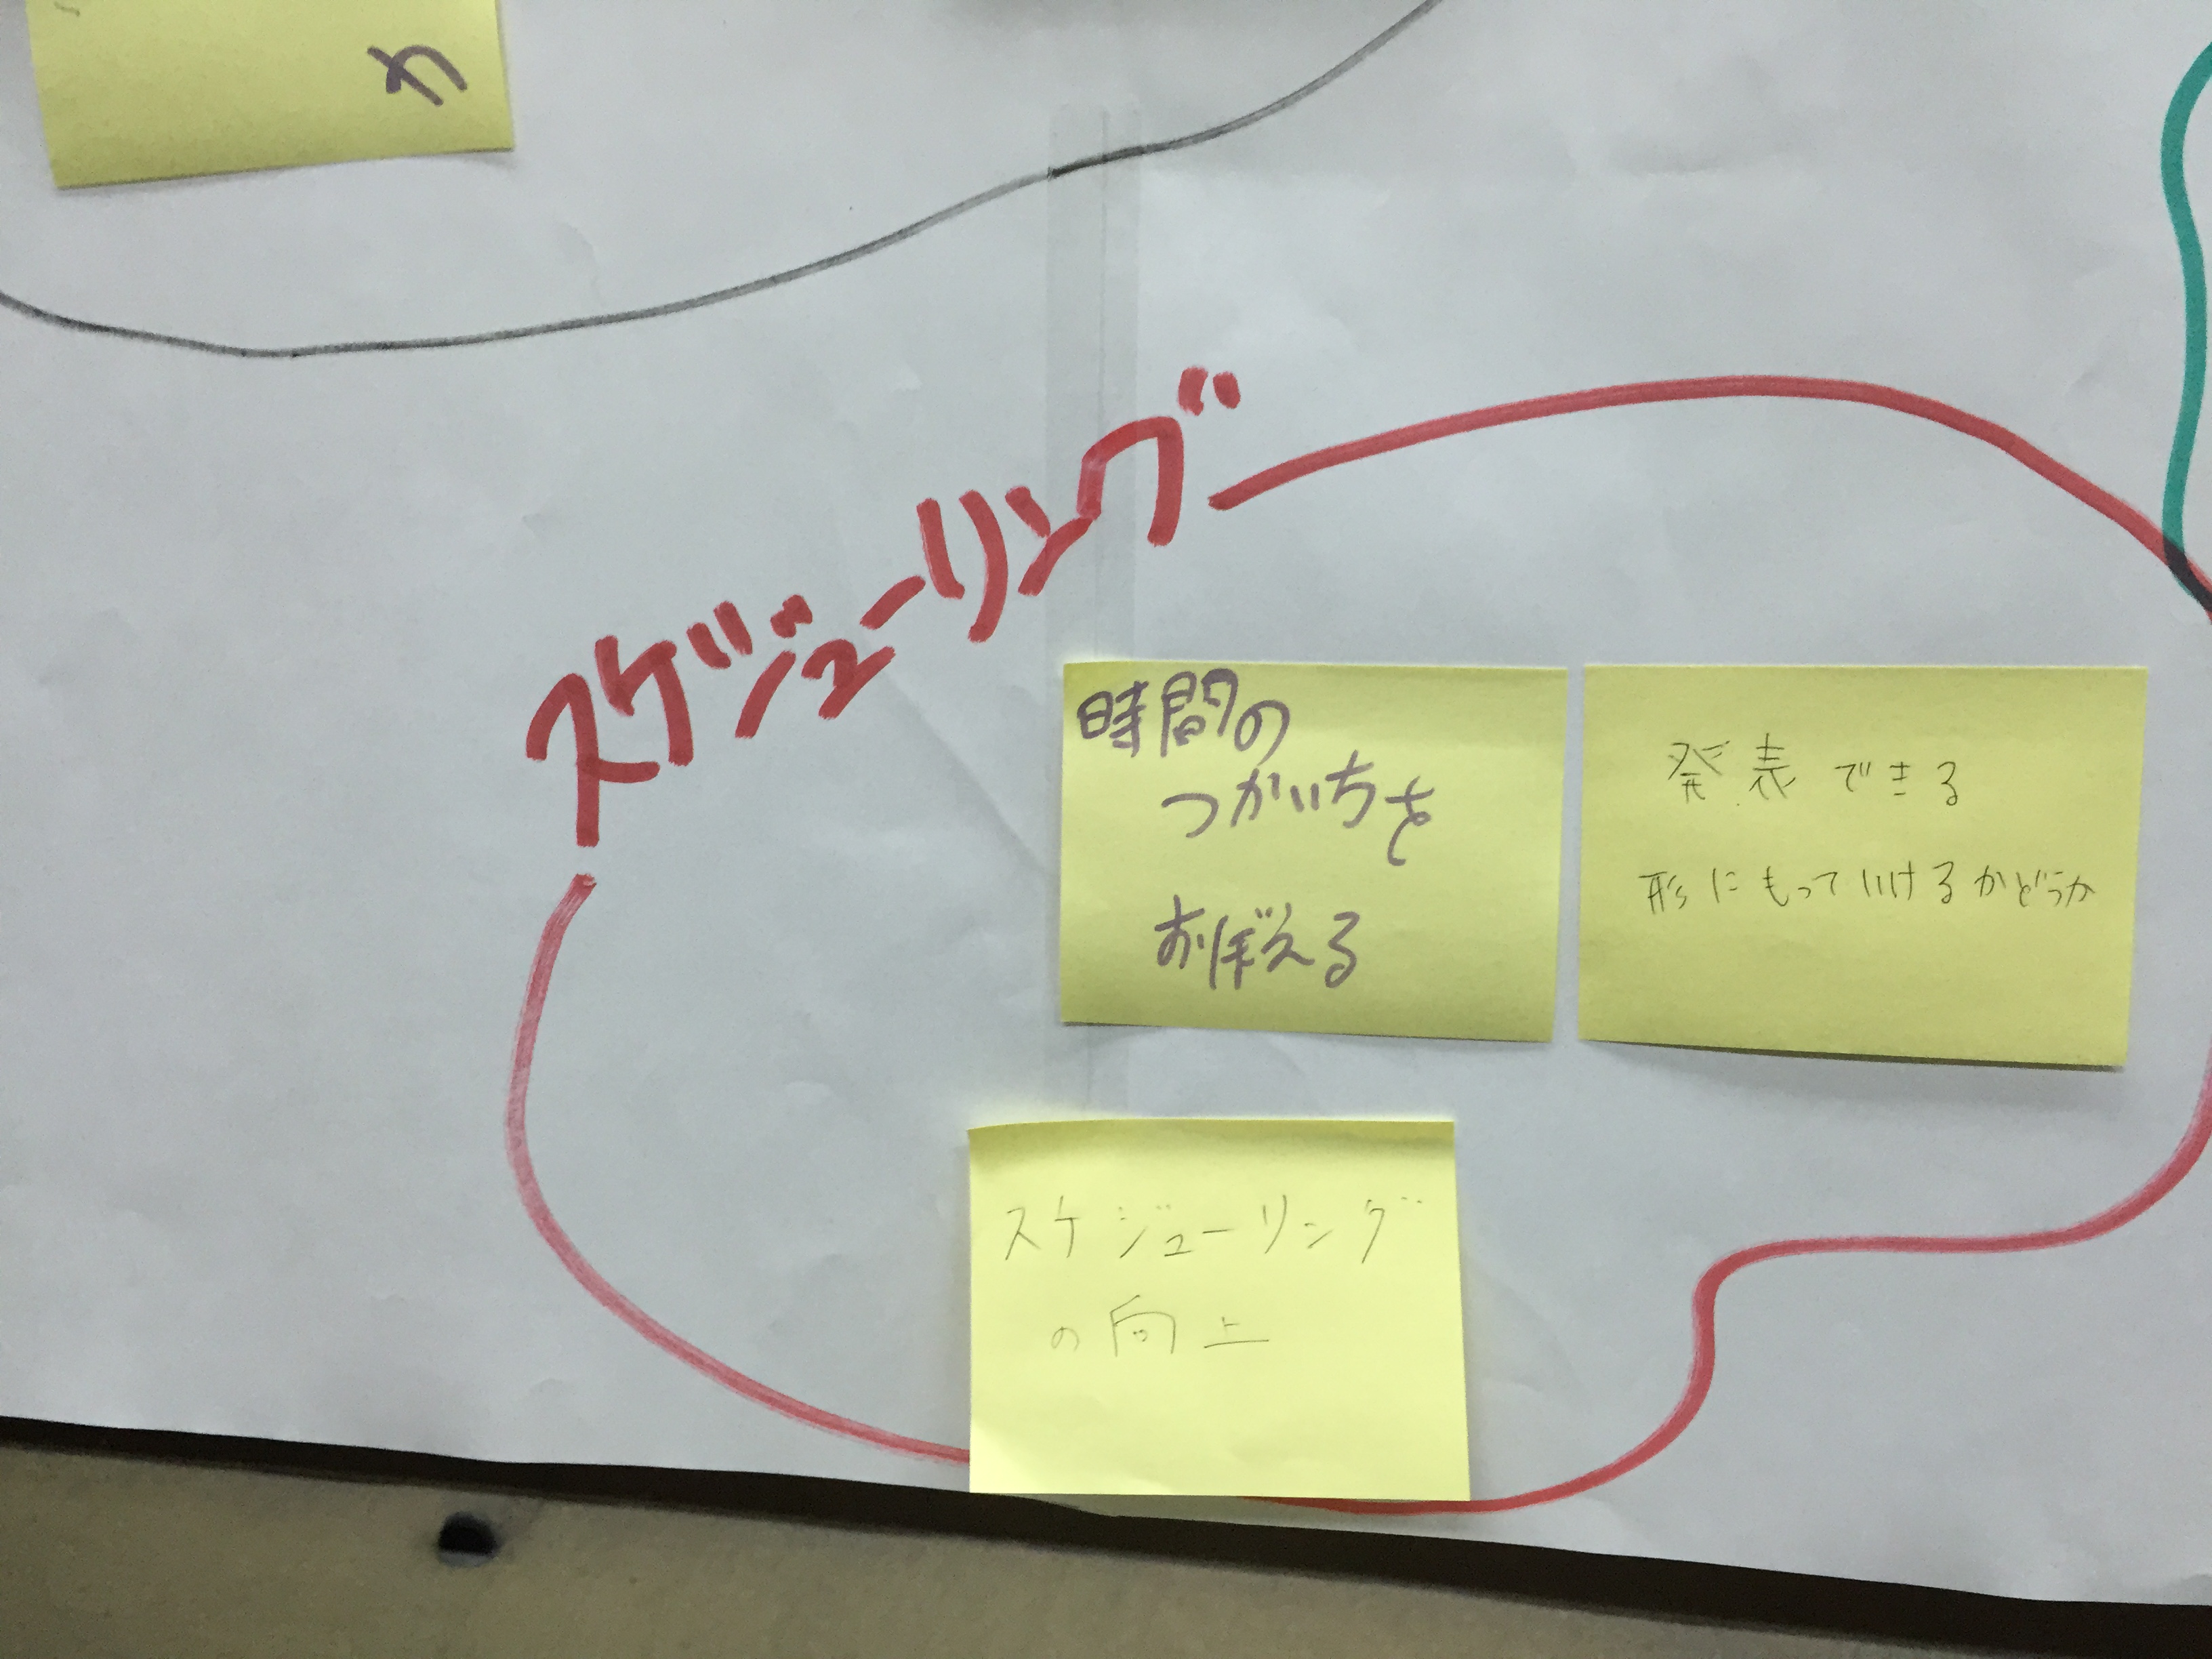 力
スケジューリング
時間の
つかいちを
おぼえる
発表できる
形にもっていけるかどうか
スケジューリング
の向上